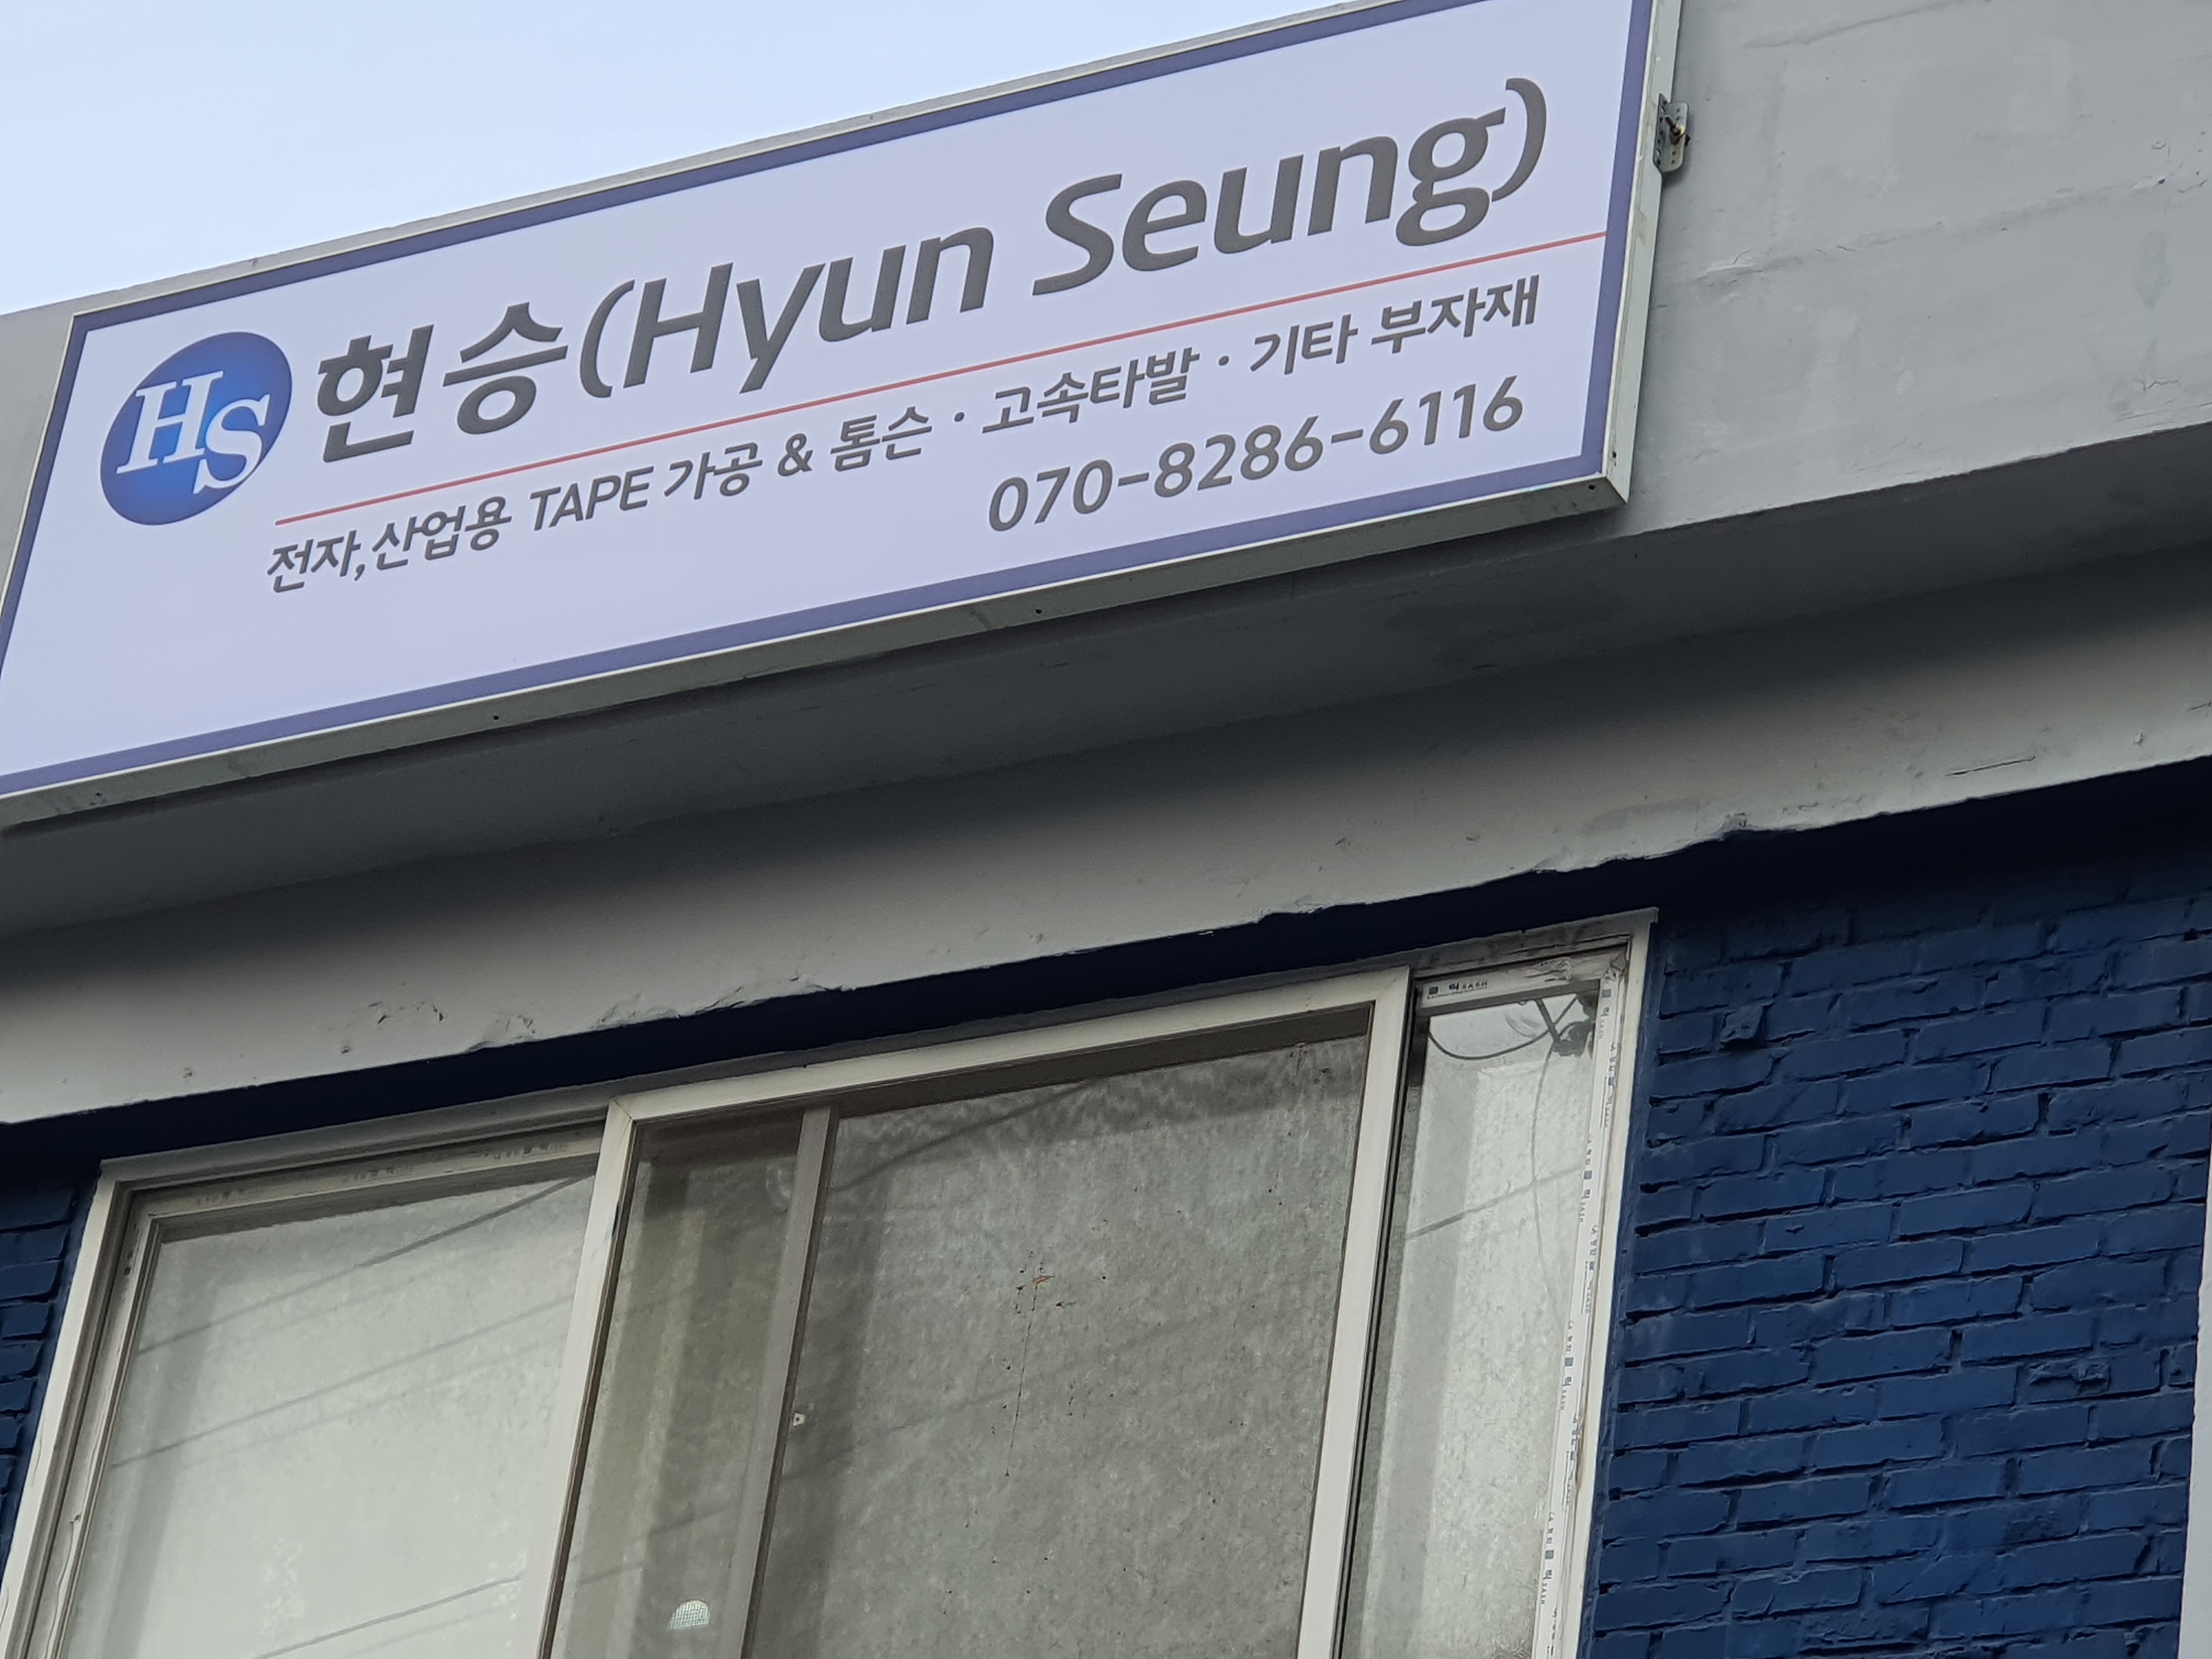 HS 현승(Hyun Seung)
전자,산업용 TAPE 가공 & 톰슨 · 고속타발 · 기타 부자재
070-8286-6116